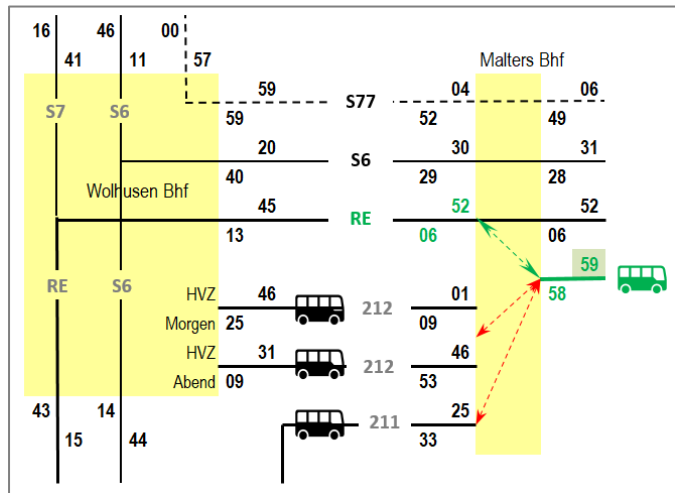 16 46 00
41 11 57 Malters Bhf
59 04 06
S7 S6 S77
59 52 49
20 30 31
S6
40 29 28
Wolhusen Bhf
45 52 52
RE
13 06 06
59
RE S6 HVZ 46 01 58
212
Morgen 25 09
HVZ 31 46
212
Abend 09 53
43 14 25
211
15 44 33